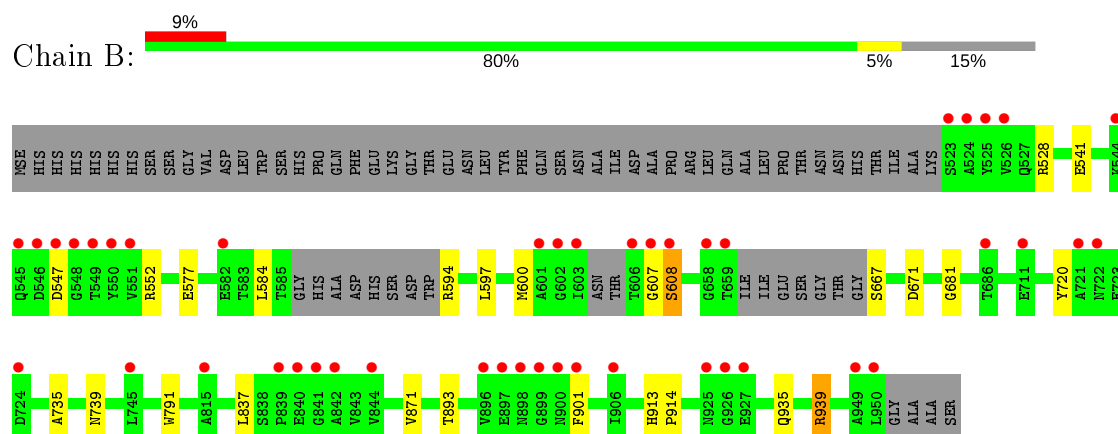 9%
Chain B:
80% 5% 15%
MSE HIS HIS HIS HIS HIS HIS SER SER GLY VAL ASP LEU TRP SER HIS PRO GLN PHE GLU LYS GLY THR GLU ASN LEU TYR PHE GLN SER ASN ALA ILE ASP ALA PRO ARG LEU GLN ALA LEU PRO THR ASN ASN HIS THR ILE ALA LYS S523 A524 Y525 V526 Q527 R528 E541 K544
Q545 D546 D547 G548 T549 Y550 V551 R552 E577 E582 T583 L584 T585 GLY HIS ALA ASP HIS SER ASP TRP R594 L597 M600 A601 G602 I603 ASN THR T606 G607 S608 G658 T659 ILE ILE GLU SER GLY THR GLY S667 D671 G681 T686 E711 Y720 A721 N722 E723
D724 A735 N739 L745 W791 A815 L837 S838 P839 E840 G841 A842 V843 V844 V871 T893 V896 E897 N898 G899 N900 F901 I906 H913 P914 N925 G926 E927 Q935 R939 A949 L950 GLY ALA ALA SER